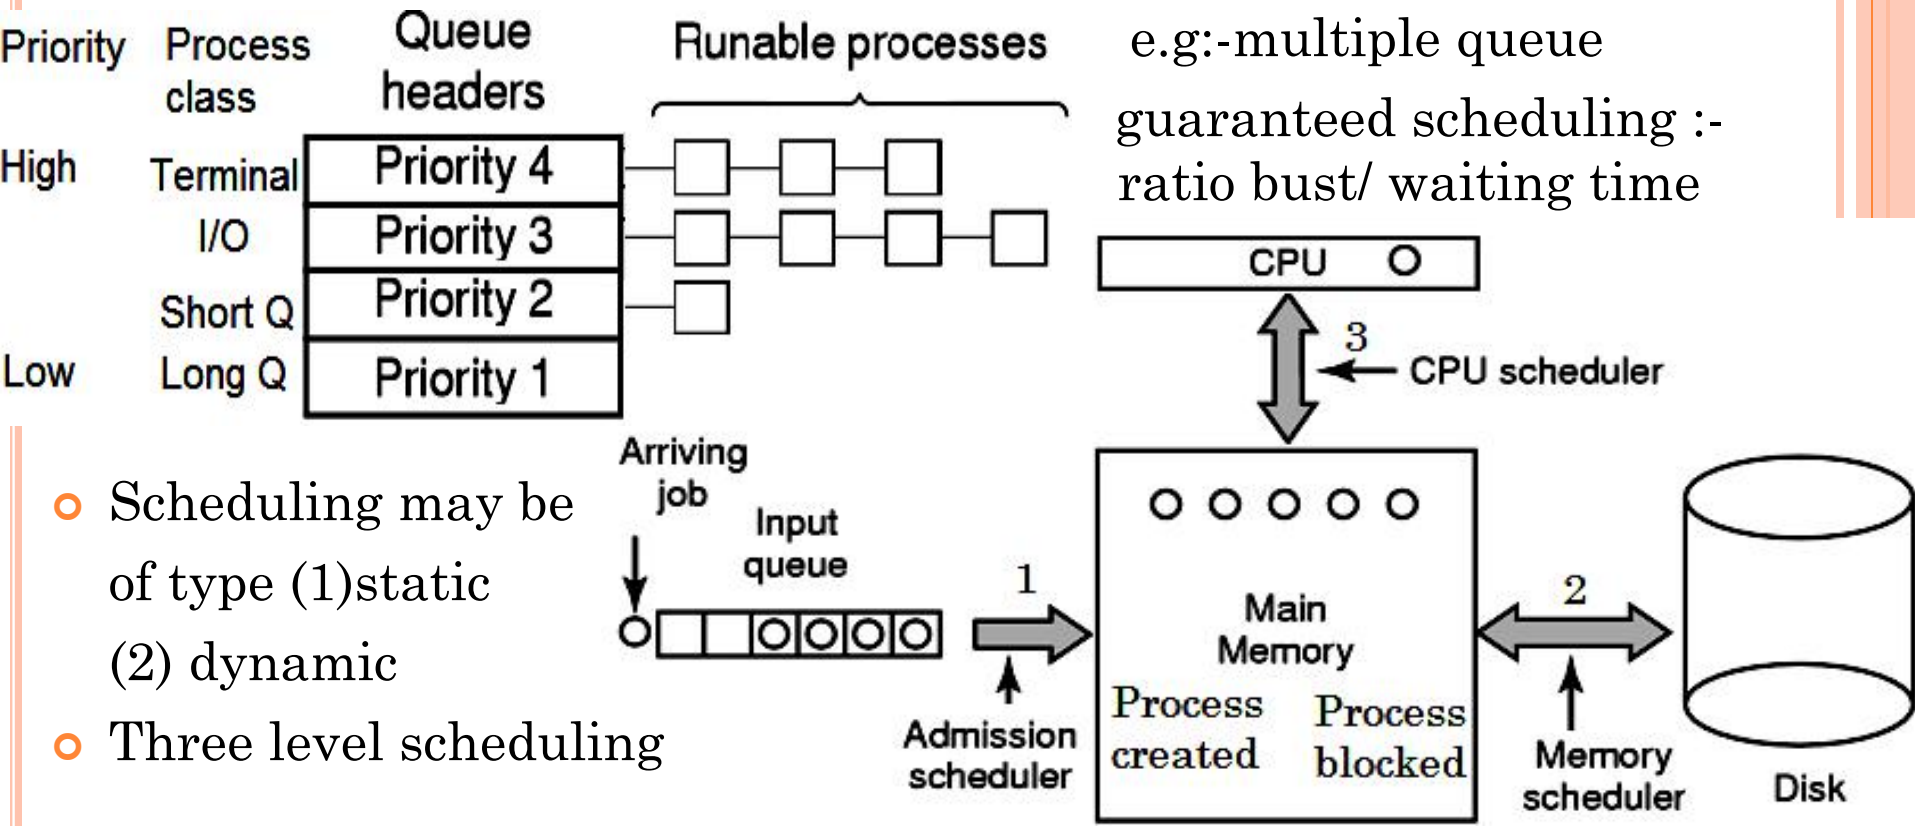 Priority
Process
class
Queue
headers
Runable processes
High
Terminal
Priority 4
I/O
Priority 3
Short Q
Priority 2
Low
Long Q
Priority 1
e.g:-multiple queue
guaranteed scheduling :-
ratio bust/ waiting time
CPU
3
CPU scheduler
Scheduling may be
of type (1)static
(2) dynamic
Three level scheduling
Arriving
job
Input
queue
1
Admission
scheduler
Main
Memory
Process
created
Process
blocked
2
Memory
scheduler
Disk